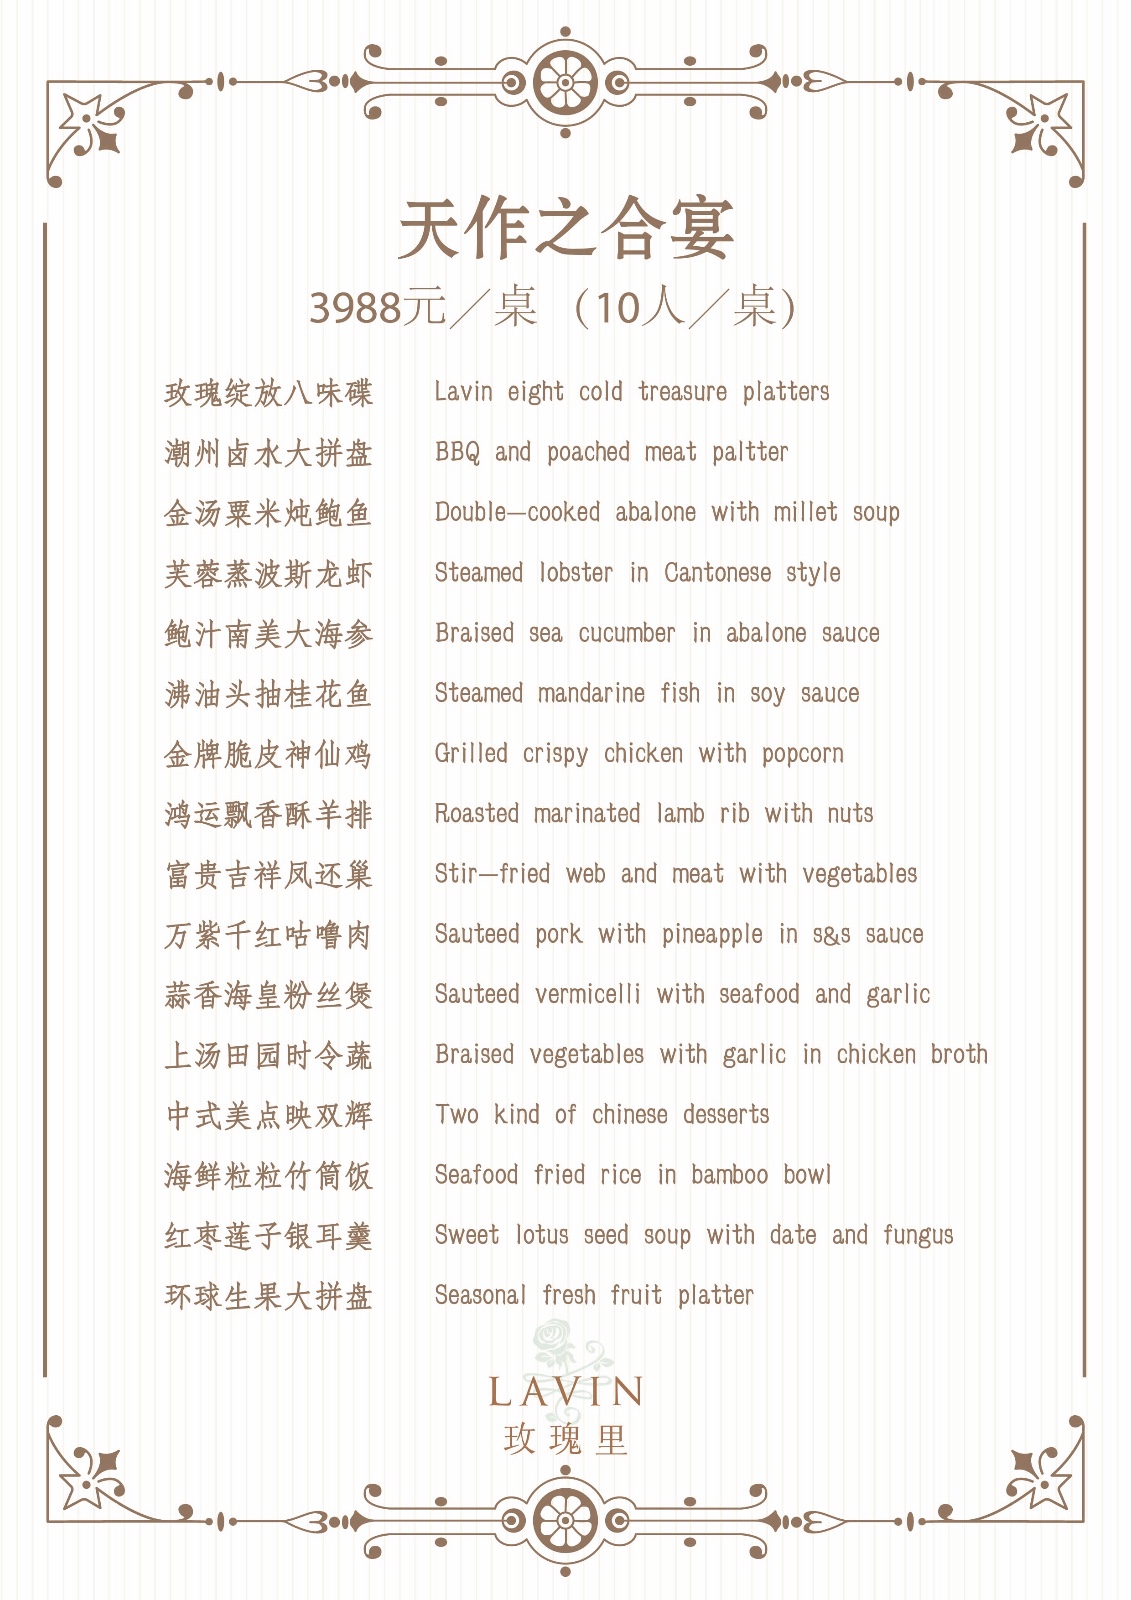 天作之合宴
3988元／桌 （10人／桌）
玫瑰绽放八味碟 Lavin eight cold treasure platters
潮州卤水大拼盘 BBQ and poached meat paltter
金汤粟米炖鲍鱼 Double—cooked abalone with millet soup
芙蓉蒸波斯龙虾 Steamed lobster in Cantonese style
鲍汁南美大海参 Braised sea cucumber in abalone sauce
沸油头抽桂花鱼 Steamed mandarine fish in soy sauce
金牌脆皮神仙鸡 Grilled crispy chicken with popcorn
鸿运飘香酥羊排 Roasted marinated lamb rib with nuts
富贵吉祥凤还巢 Stir—fried web and meat with vegetables
万紫千红咕噜肉 Sauteed pork with pineapple in s&s sauce
蒜香海皇粉丝煲 Sauteed vermicelli with seafood and garlic
上汤田园时令蔬 Braised vegetables with garlic in chicken broth
中式美点映双辉 Two kind of chinese desserts
海鲜粒粒竹筒饭 Seafood fried rice in bamboo bowl
红枣莲子银耳羹 Sweet lotus seed soup with date and fungus
环球生果大拼盘 Seasonal fresh fruit platter
LAVIN
玫瑰里